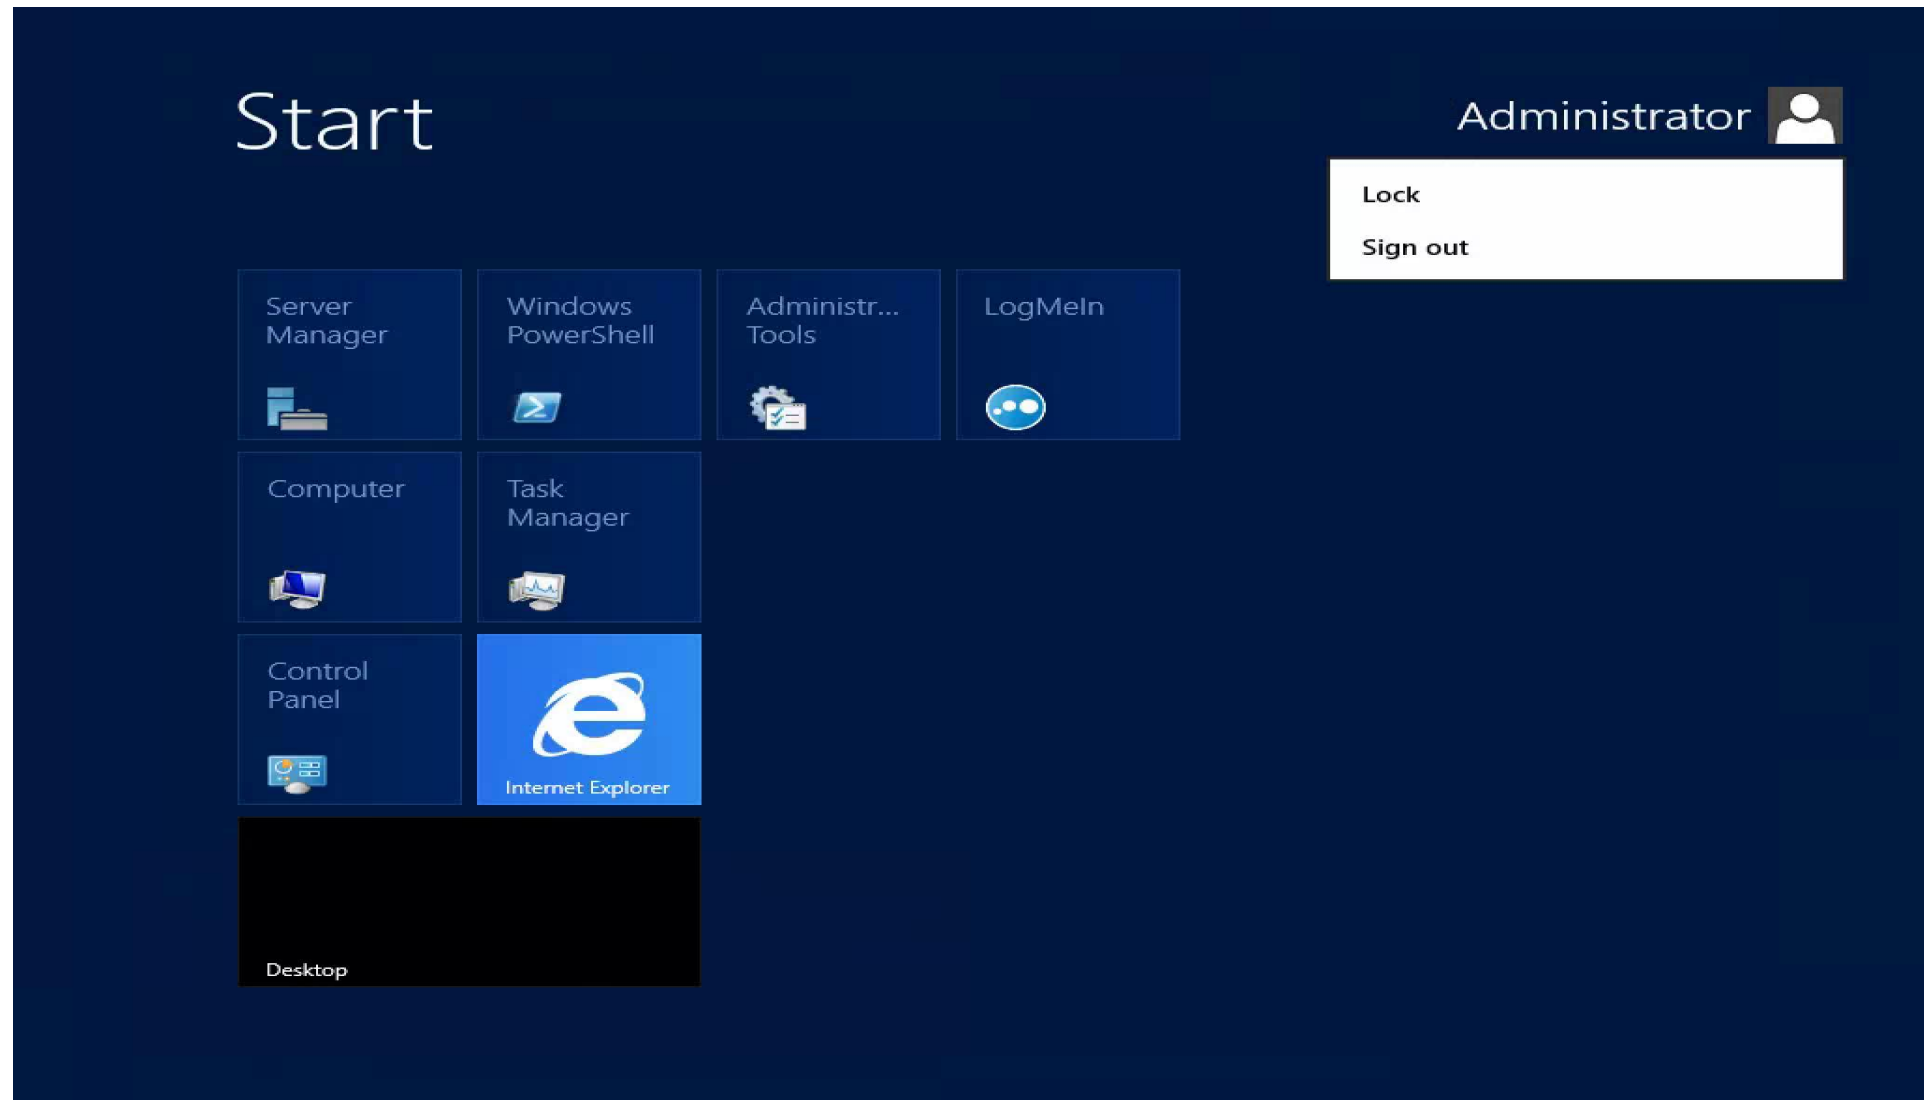 Start
Administrator
Lock
Sign out
Server
Manager
Windows
PowerShell
Administr...
Tools
LogMeIn
Computer
Task
Manager
Control
Panel
Internet Explorer
Desktop